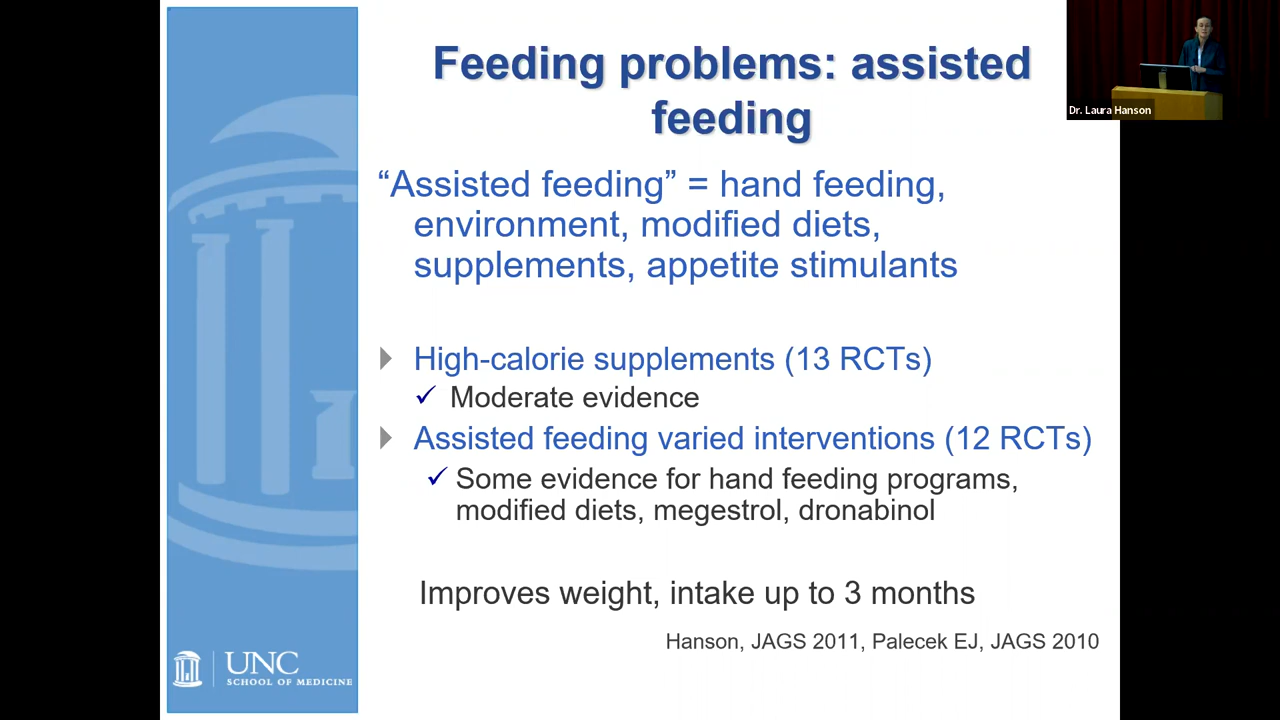 Feeding problems: assisted
feeding
“Assisted feeding” = hand feeding,
environment, modified diets,
supplements, appetite stimulants
High-calorie supplements (13 RCTs)
Moderate evidence
Assisted feeding varied interventions (12 RCTs)
Some evidence for hand feeding programs,
modified diets, megestrol, dronabinol
Improves weight, intake up to 3 months
Hanson, JAGS 2011, Palecek EJ, JAGS 2010
UNC
SCHOOL OF MEDICINE
Dr. Laura Hanson